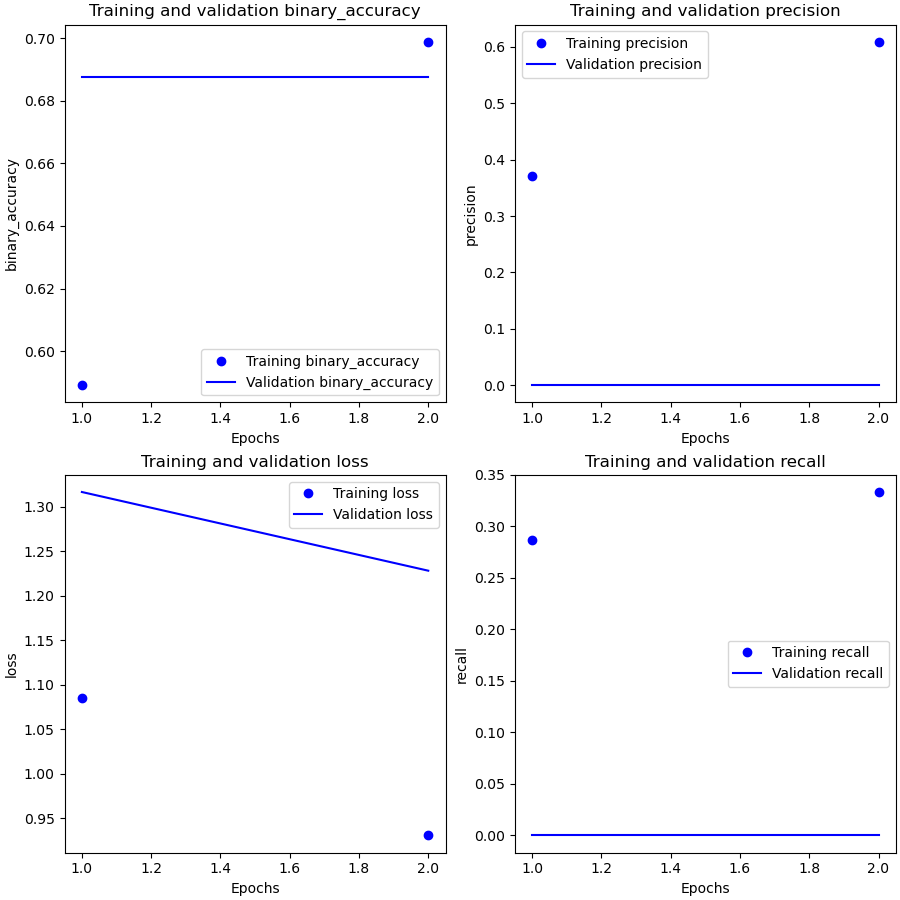 Training and validation binary_accuracy
binary_accuracy
0.70
0.68
0.66
0.64
0.62
0.60
Training binary_accuracy
Validation binary_accuracy
1.0 1.2 1.4 1.6 1.8 2.0
Epochs
Training and validation precision
precision
0.6
0.5
0.4
0.3
0.2
0.1
0.0
Training precision
Validation precision
1.0 1.2 1.4 1.6 1.8 2.0
Epochs
Training and validation loss
loss
1.30
1.25
1.20
1.15
1.10
1.05
1.00
0.95
Training loss
Validation loss
1.0 1.2 1.4 1.6 1.8 2.0
Epochs
Training and validation recall
recall
0.35
0.30
0.25
0.20
0.15
0.10
0.05
0.00
Training recall
Validation recall
1.0 1.2 1.4 1.6 1.8 2.0
Epochs